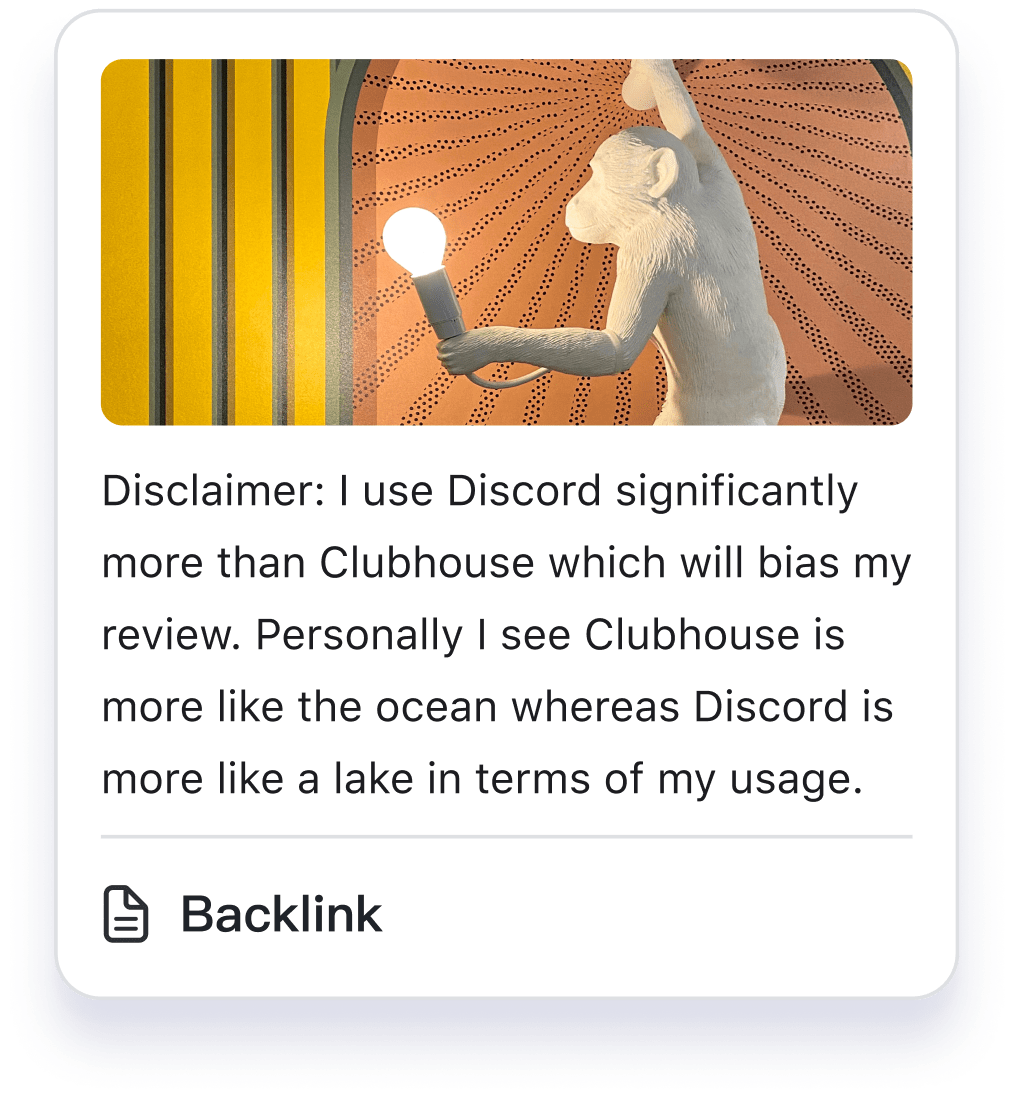 Disclaimer: I use Discord significantly
more than Clubhouse which will bias my
review. Personally I see Clubhouse is
more like the ocean whereas Discord is
more like a lake in terms of my usage.
Backlink